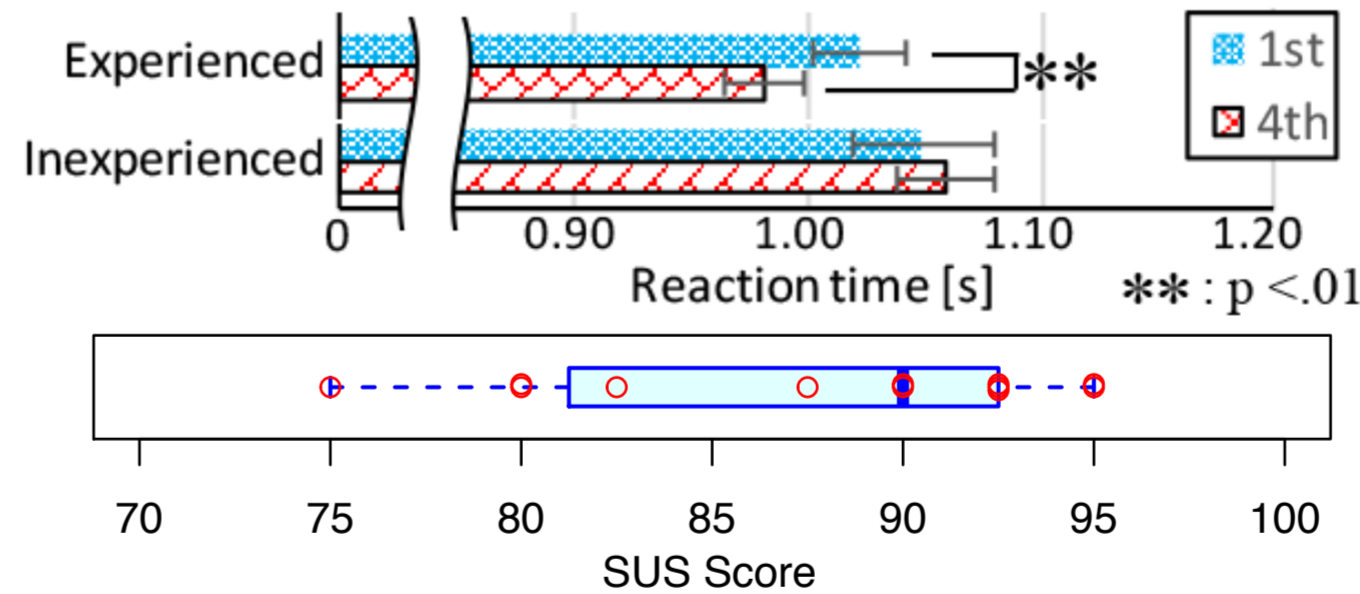 Experienced
**
1st
4th
Inexperienced
0 0.90 1.00 1.10 1.20
Reaction time [s]
** : p <.01
70 75 80 85 90 95 100
SUS Score